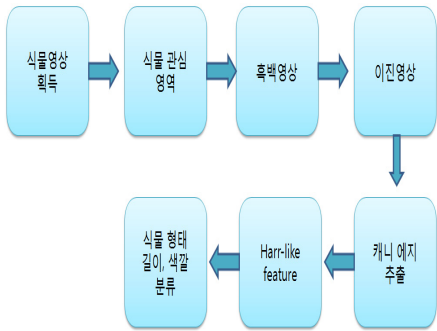 식물영상
획득
식물 관심
영역
흑백영상
이진영상
캐니 에지
추출
Harr-like
feature
식물 형태
길이, 색깔
분류